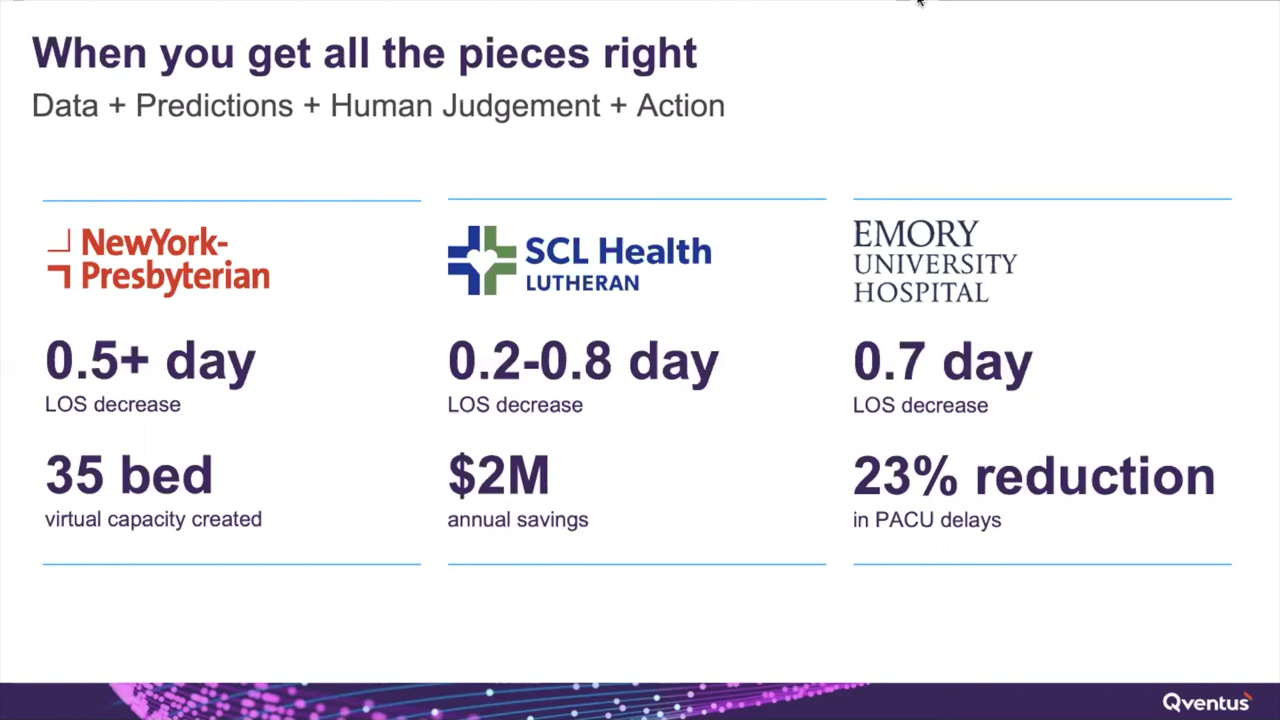 When you get all the pieces right
Data + Predictions + Human Judgement + Action
NewYork-
Presbyterian
0.5+ day
LOS decrease
35 bed
virtual capacity created
SCL Health
LUTHERAN
0.2-0.8 day
LOS decrease
$2M
annual savings
EMORY
UNIVERSITY
HOSPITAL
0.7 day
LOS decrease
23% reduction
in PACU delays
Qventus